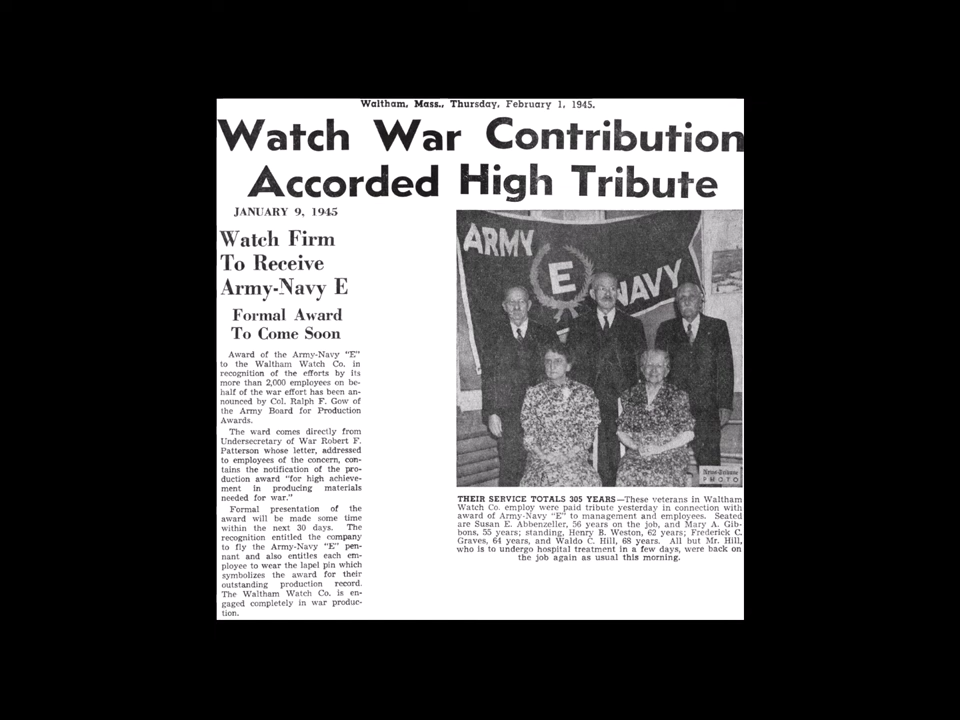 Waltham, Mass., Thursday, February 1, 1945.
Watch War Contribution
Accorded High Tribute
JANUARY 9, 1945
Watch Firm
To Receive
Army-Navy E
Formal Award
To Come Soon
Award of the Army-Navy "E"
to the Waltham Watch Co. in
recognition of the efforts by its
more than 2,000 employees on be-
half of the war effort has been an-
nounced by Col. Ralph F. Gow of
the Army Board for Production
Awards.
The ward comes directly from
Undersecretary of War Robert F.
Patterson whose letter, addressed
to employees of the concern, con-
tains the notification of the pro-
duction award "for high achieve-
ment in producing materials
needed for war."
Formal presentation of the
award will be made some time
within the next 30 days. The
recognition entitled the company
to fly the Army-Navy "E" pen-
nant and also entitles each em-
ployee to wear the lapel pin which
symbolizes the award for their
outstanding production record.
The Waltham Watch Co. is en-
gaged completely in war produc-
tion.
ARMY
E
NAVY
News-Tribune
PHOTO
THEIR SERVICE TOTALS 305 YEARS—These veterans in Waltham
Watch Co. employ were paid tribute yesterday in connection with
award of Army-Navy "E" to management and employees. Seated
are Susan E. Abbenzeller, 56 years on the job, and Mary A. Gib-
bons, 55 years; standing, Henry B. Weston, 62 years; Frederick C.
Graves, 64 years, and Waldo C. Hill, 68 years. All but Mr. Hill,
who is to undergo hospital treatment in a few days, were back on
the job again as usual this morning.